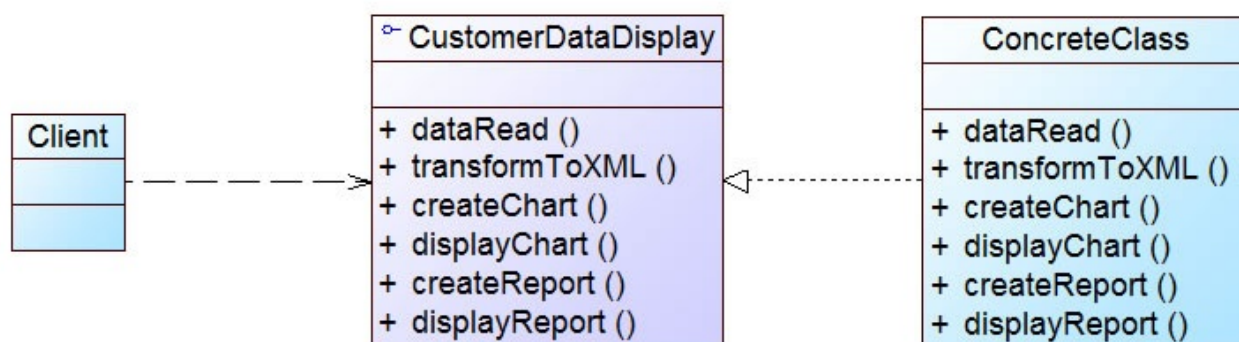 Client
CustomerDataDisplay
+ dataRead ()
+ transformToXML ()
+ createChart ()
+ displayChart ()
+ createReport ()
+ displayReport ()
ConcreteClass
+ dataRead ()
+ transformToXML ()
+ createChart ()
+ displayChart ()
+ createReport ()
+ displayReport ()